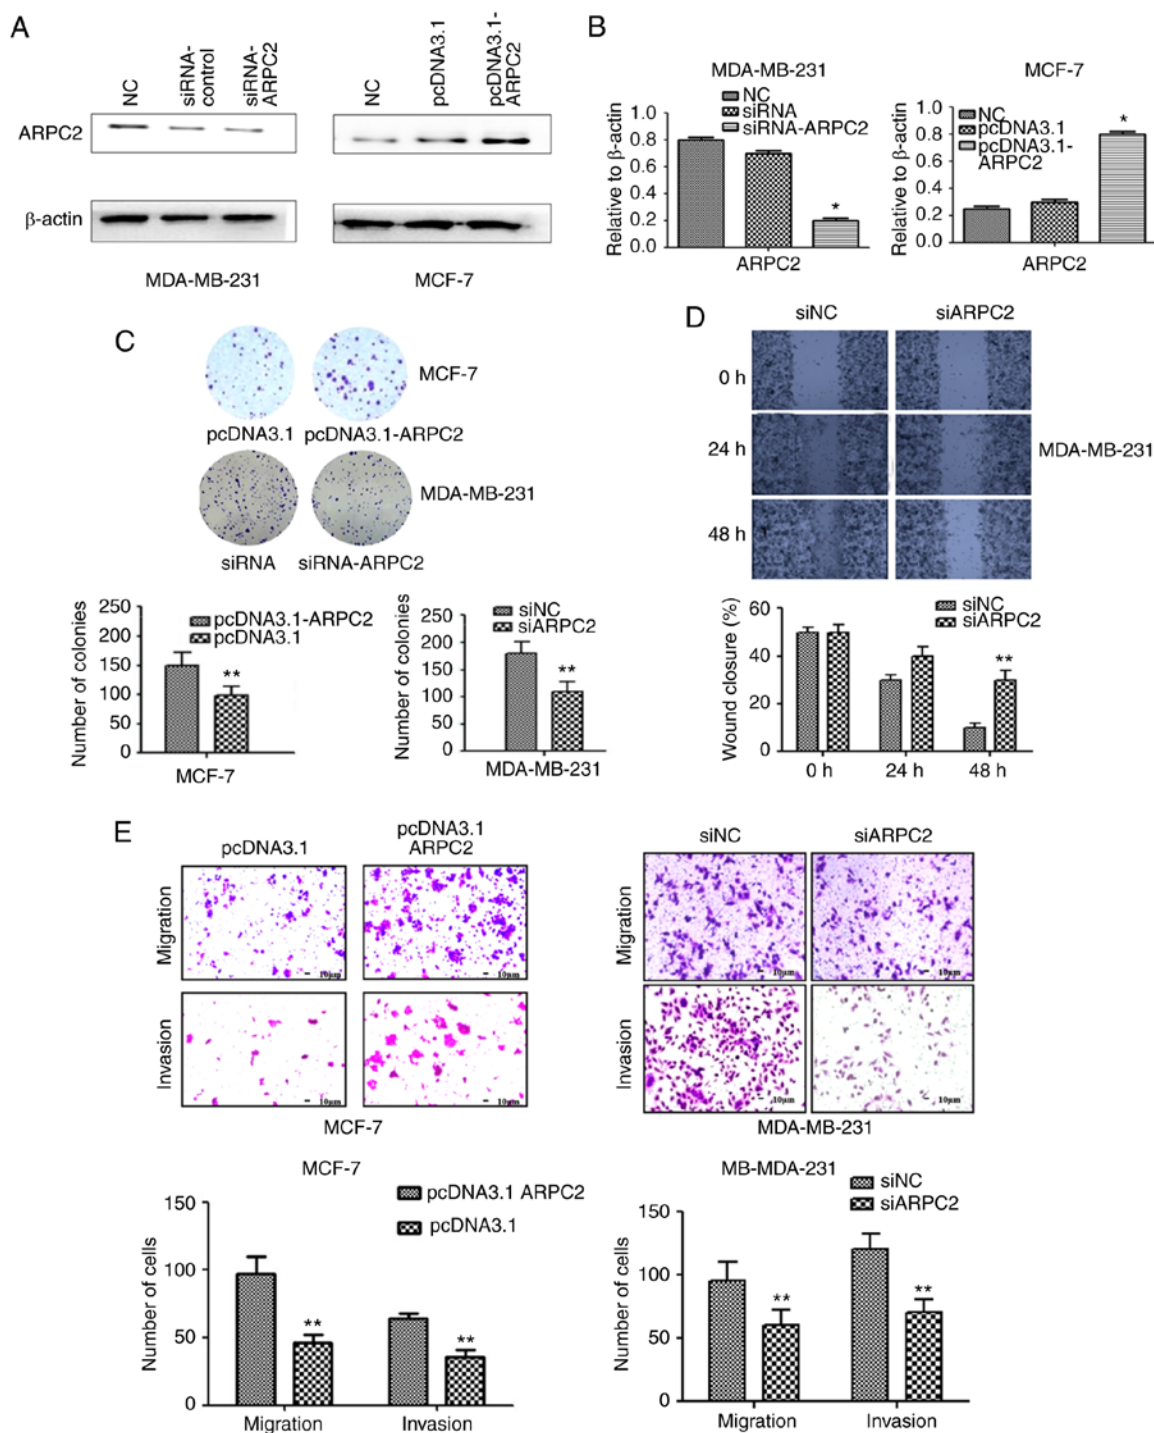 A
NC
siRNA-
control
siRNA-
ARPC2
NC
pcDNA3.1
pcDNA3.1-
ARPC2
ARPC2
β-actin
MDA-MB-231
MCF-7
B
MDA-MB-231
NC
siRNA
siRNA-ARPC2
Relative to β-actin
1.0
0.8
0.6
0.4
0.2
0.0
*
ARPC2
MCF-7
NC
pcDNA3.1
pcDNA3.1-
ARPC2
Relative to β-actin
1.0
0.8
0.6
0.4
0.2
0.0
*
ARPC2
C
MCF-7
pcDNA3.1
pcDNA3.1-ARPC2
MDA-MB-231
siRNA
siRNA-ARPC2
Number of colonies
250
200
150
100
50
0
pcDNA3.1-ARPC2
pcDNA3.1
**
MCF-7
Number of colonies
250
200
150
100
50
0
siNC
siARPC2
**
MDA-MB-231
D
siNC
siARPC2
0 h
24 h
48 h
MDA-MB-231
Wound closure (%)
60
40
20
0
siNC
siARPC2
**
0 h
24 h
48 h
E
pcDNA3.1
pcDNA3.1
ARPC2
Migration
10μm
10μm
Invasion
10μm
10μm
MCF-7
siNC
siARPC2
Migration
10μm
10μm
Invasion
10μm
10μm
MDA-MB-231
MCF-7
pcDNA3.1 ARPC2
pcDNA3.1
Number of cells
150
100
50
0
**
**
Migration
Invasion
MB-MDA-231
siNC
siARPC2
Number of cells
150
100
50
0
**
**
Migration
Invasion